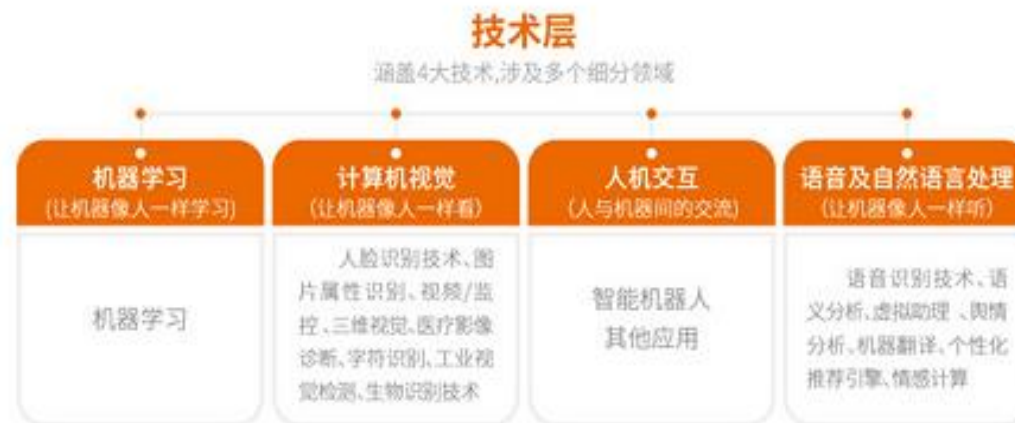 技术层
涵盖4大技术,涉及多个细分领域
机器学习
(让机器像人一样学习)
机器学习
计算机视觉
(让机器像人一样看)
人脸识别技术、图
片属性识别、视频/监
控、三维视觉、医疗影像
诊断、字符识别、工业视
觉检测、生物识别技术
人机交互
(人与机器间的交流)
智能机器人
其他应用
语音及自然语言处理
(让机器像人一样听)
语音识别技术、语
义分析、虚拟助理、舆情
分析、机器翻译、个性化
推荐引擎、情感计算